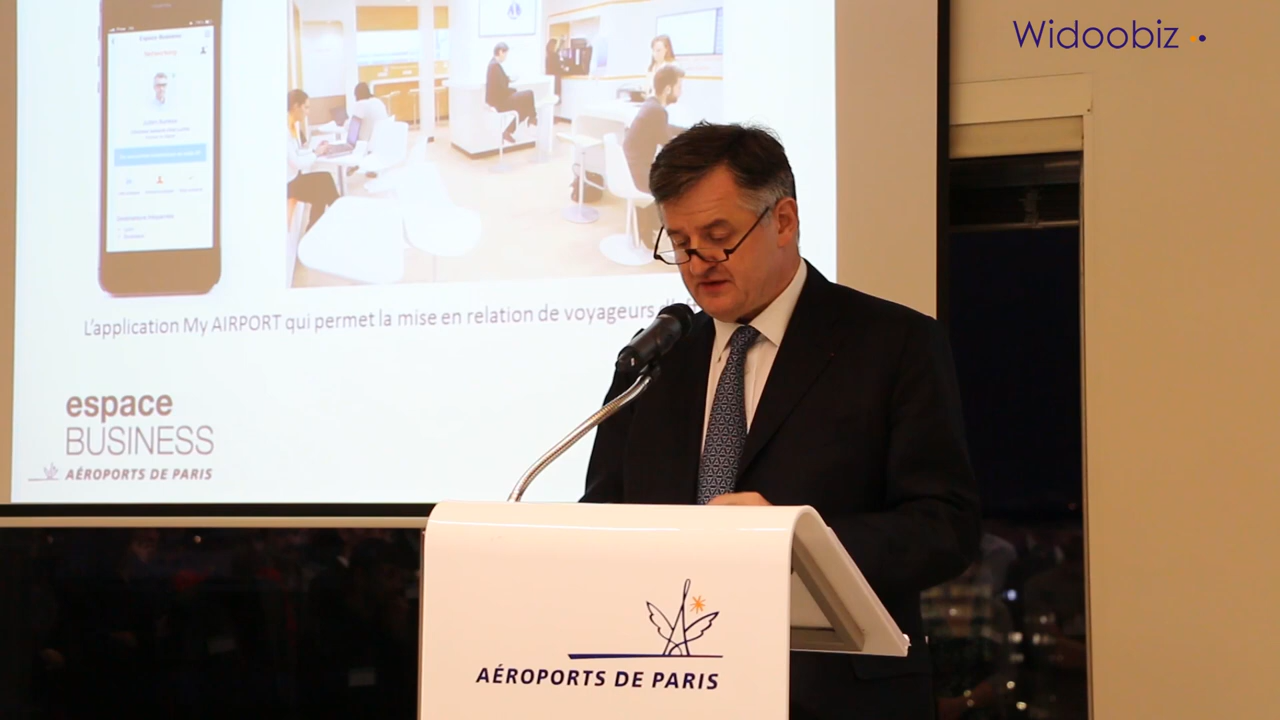 Widoobiz
L'application My AIRPORT qui permet la mise en relation de voyageurs
espace
BUSINESS
AÉROPORTS DE PARIS
AÉROPORTS DE PARIS